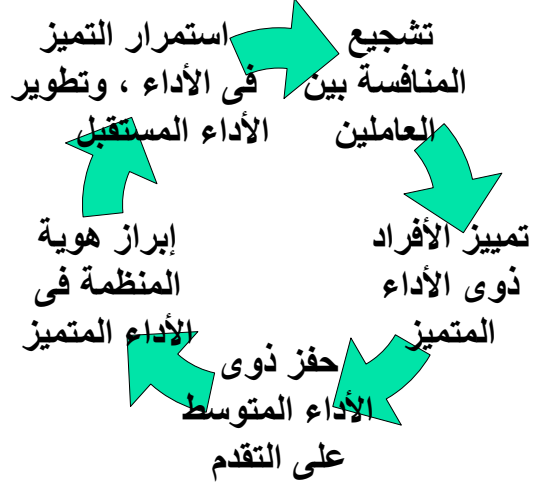 تشجيع
المنافسة بين
العاملين
تمييز الأفراد
ذوى الأداء
المتميز
حفز ذوى
الأداء المتوسط
على التقدم
إبراز هوية
المنظمة فى
الأداء المتميز
استمرار التميز
فى الأداء ، وتطوير
الأداء المستقبل